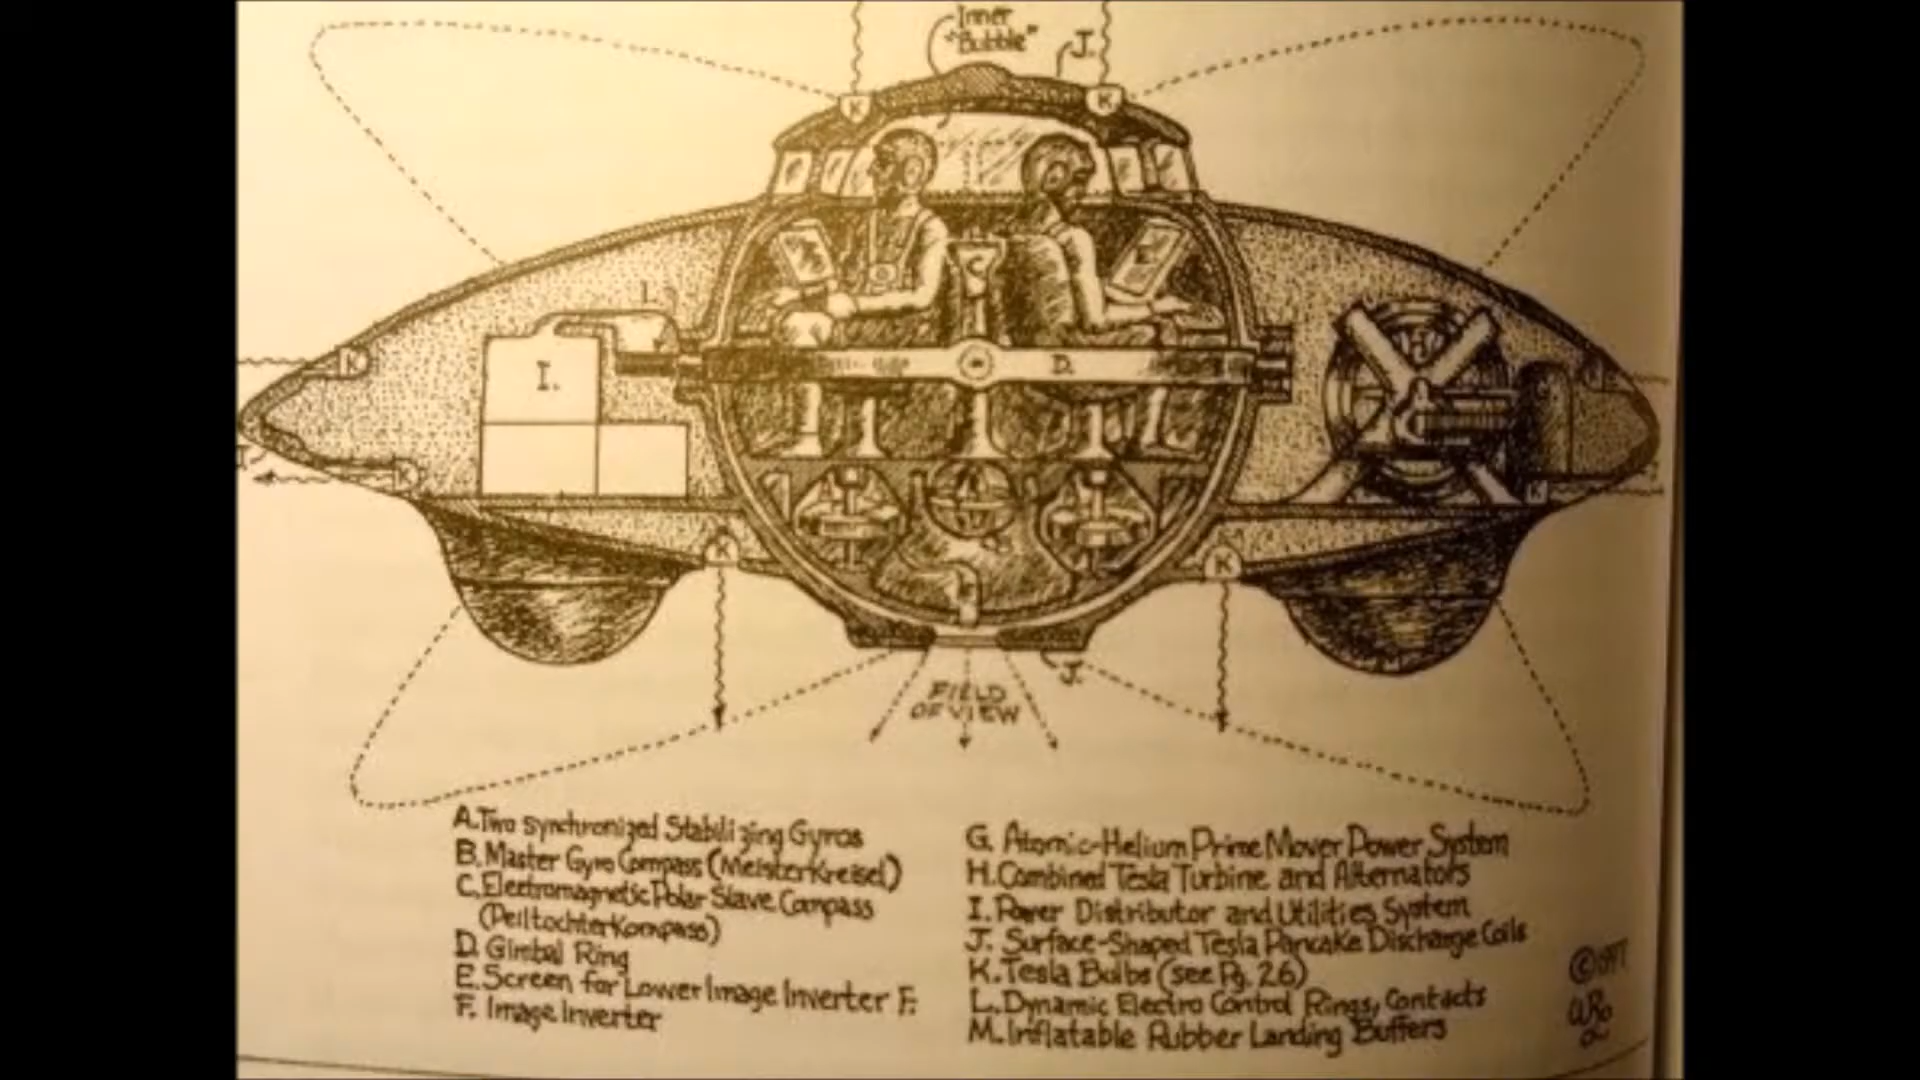 Inner
"Bubble"
J.
K
K
C
L
K
I.
D.
H
K
K
K
K
J.
FIELD
OF VIEW
A. Two Synchronized Stabilizing Gyros
B. Master Gyro Compass (Meisterkreisel)
C. Electromagnetic Polar Slave Compass
(Peiltochterkompass)
D. Gimbal Ring
E. Screen for Lower Image Inverter F.
F. Image Inverter
G. Atomic-Helium Prime Mover Power System
H. Combined Tesla Turbine and Alternators
I. Power Distributor and Utilities System
J. Surface-Shaped Tesla Pancake Discharge Coils
K. Tesla Bulbs (see Pg. 26)
L. Dynamic Electro Control Rings, Contacts
M. Inflatable Rubber Landing Buffers